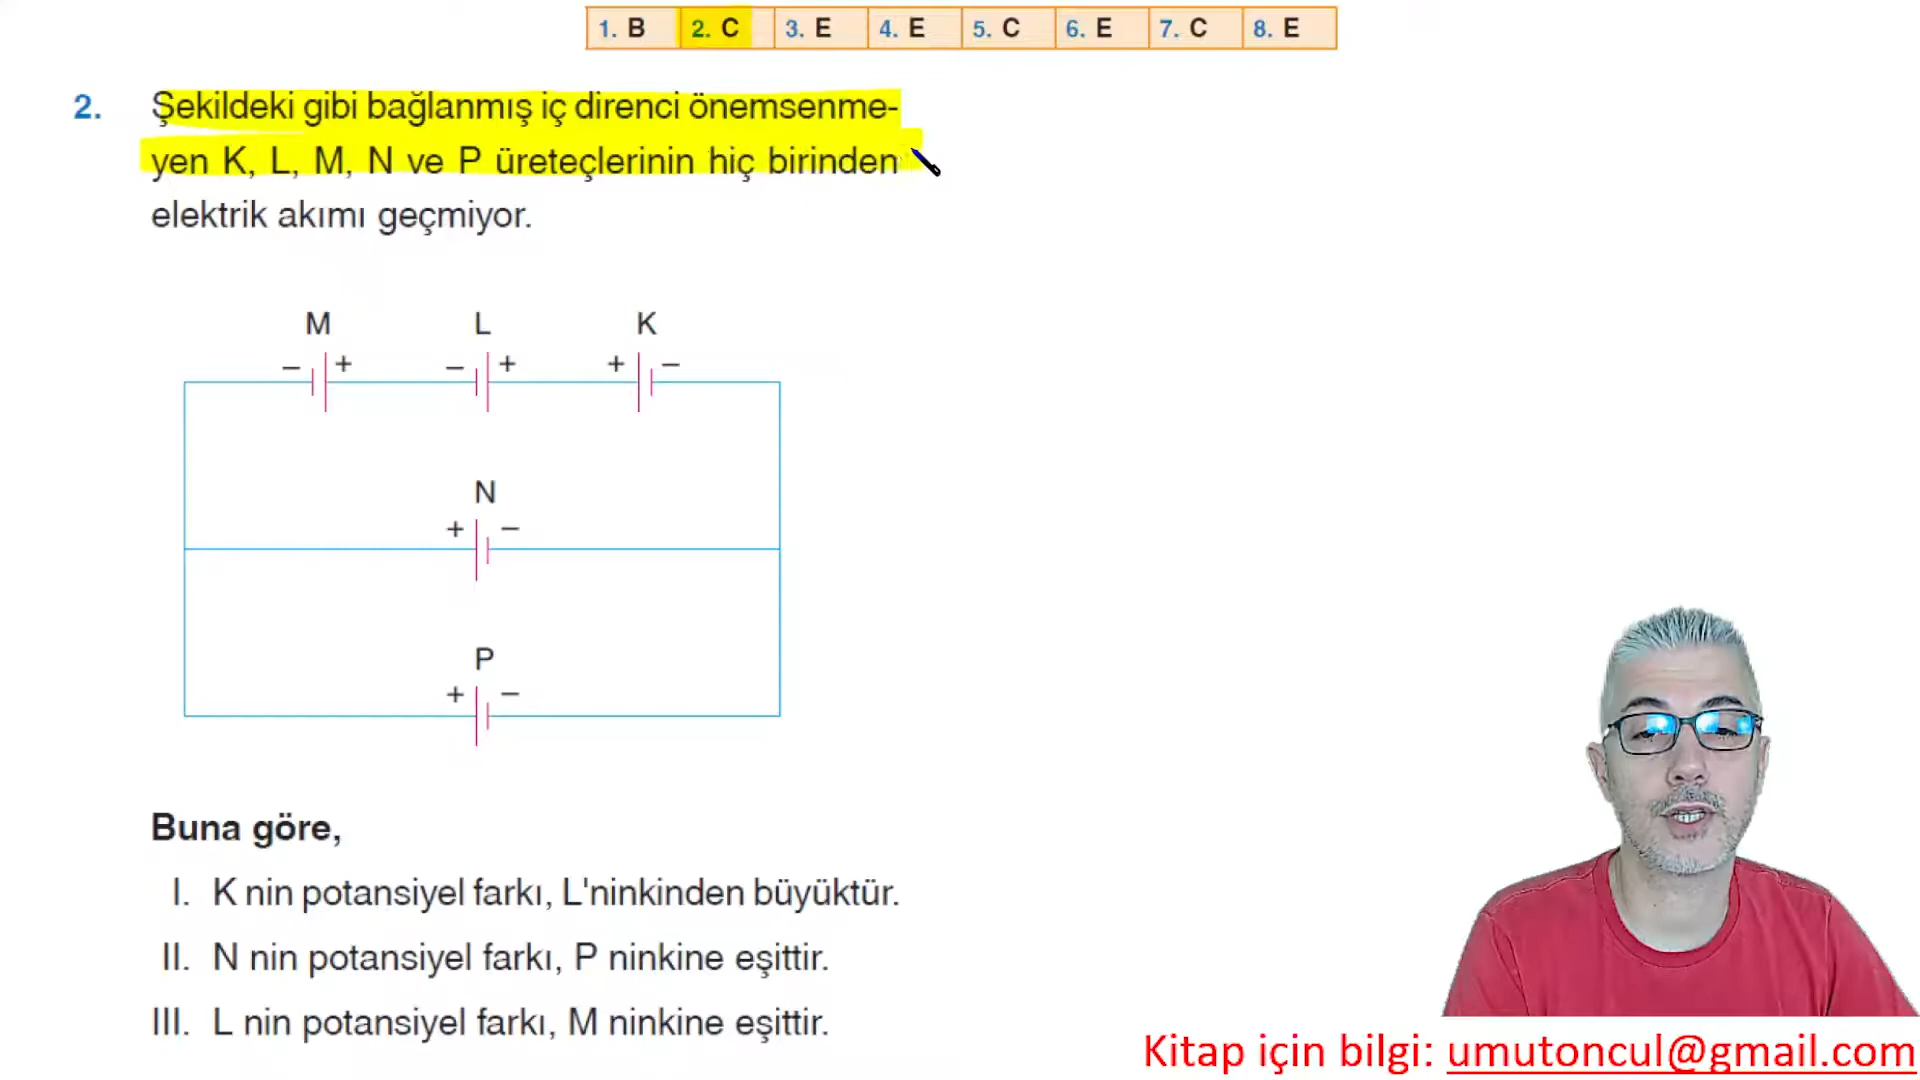 1. B 2. C 3. E 4. E 5. C 6. E 7. C 8. E
2. Şekildeki gibi bağlanmış iç direnci önemsenme-
yen K, L, M, N ve P üreteçlerinin hiç birinden
elektrik akımı geçmiyor.
M L K
– + – + + –
N
+ –
P
+ –
Buna göre,
I. K nin potansiyel farkı, L'ninkinden büyüktür.
II. N nin potansiyel farkı, P ninkine eşittir.
III. L nin potansiyel farkı, M ninkine eşittir.
Kitap için bilgi: umutoncul@gmail.com